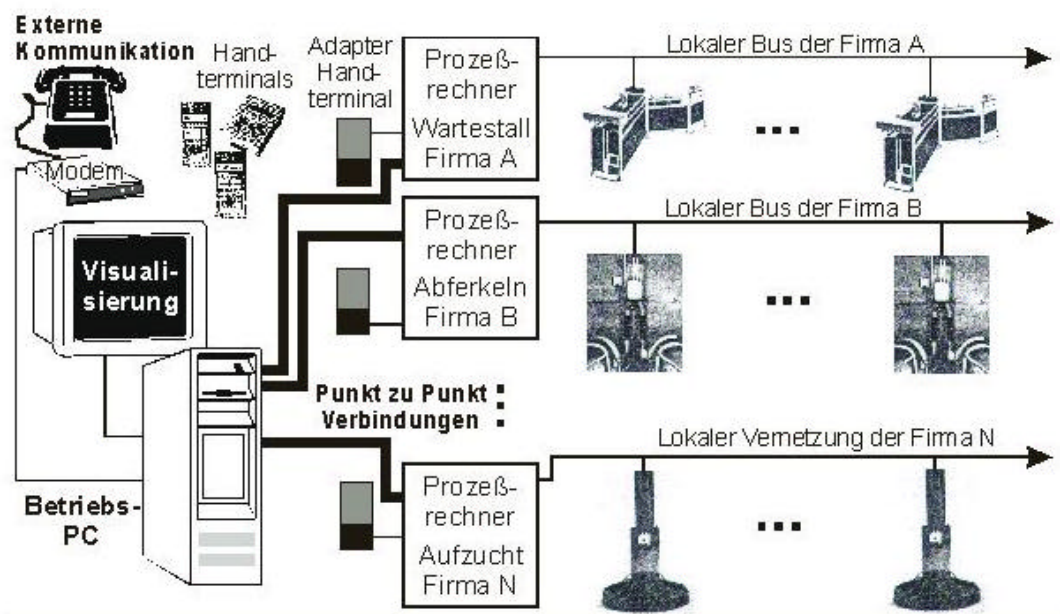 Externe
Kommunikation
Hand-
terminals
Adapter
Hand-
terminal
Modem
Visuali-
sierung
Betriebs-
PC
Prozeß-
rechner
Wartestall
Firma A
Lokaler Bus der Firma A
Prozeß-
rechner
Abferkeln
Firma B
Lokaler Bus der Firma B
Punkt zu Punkt
Verbindungen
Prozeß-
rechner
Aufzucht
Firma N
Lokaler Vernetzung der Firma N